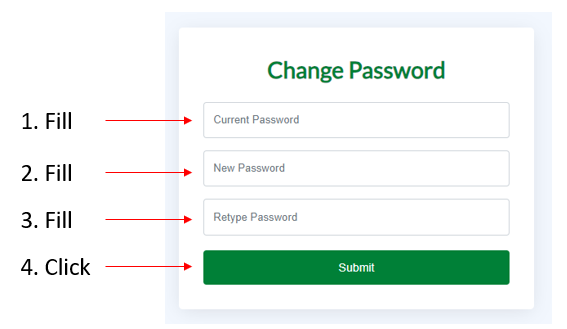 Change Password
1. Fill
Current Password
2. Fill
New Password
3. Fill
Retype Password
4. Click
Submit